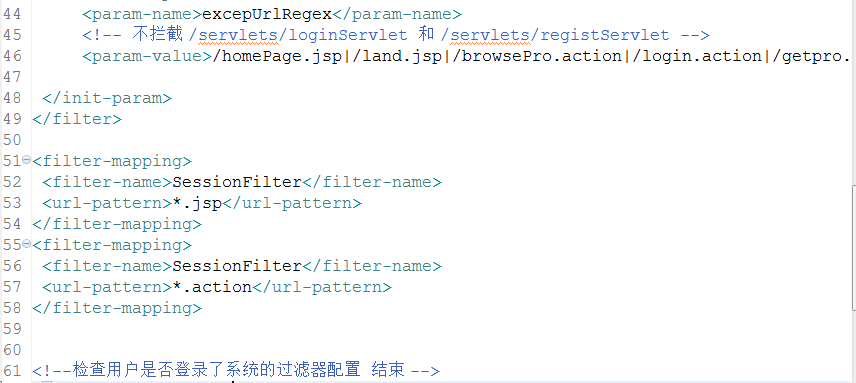 44 <param-name>excepUrlRegex</param-name>
45 <!-- 不拦截 /servlets/loginServlet 和 /servlets/registServlet -->
46 <param-value>/homePage.jsp|/land.jsp|/browsePro.action|/login.action|/getpro.
47
48 </init-param>
49 </filter>
50
51 <filter-mapping>
52 <filter-name>SessionFilter</filter-name>
53 <url-pattern>*.jsp</url-pattern>
54 </filter-mapping>
55 <filter-mapping>
56 <filter-name>SessionFilter</filter-name>
57 <url-pattern>*.action</url-pattern>
58 </filter-mapping>
59
60
61 <!--检查用户是否登录了系统的过滤器配置 结束 -->